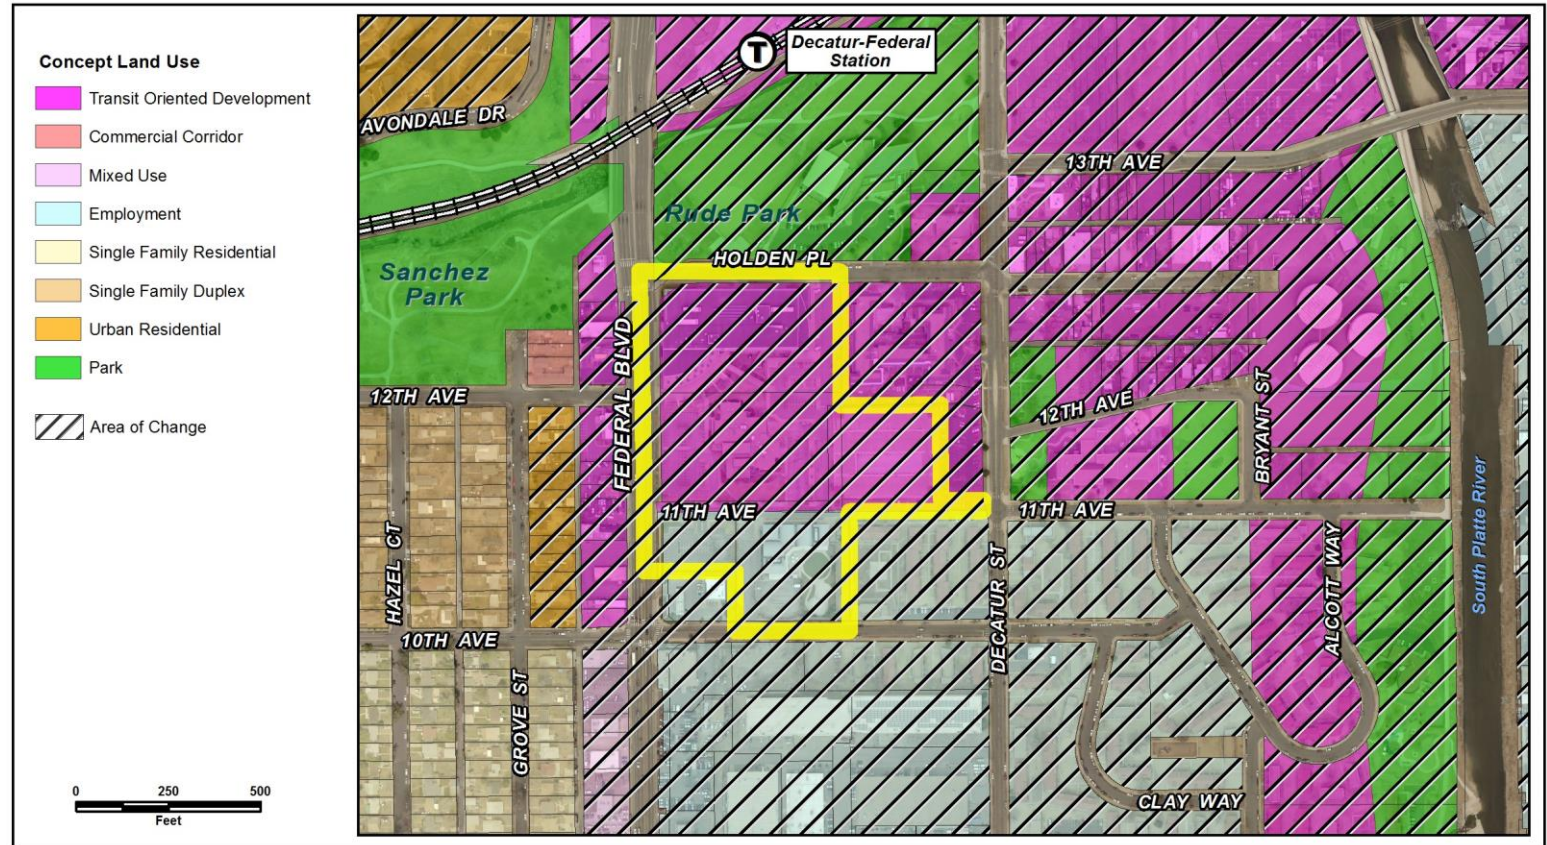 Concept Land Use
Transit Oriented Development
Commercial Corridor
Mixed Use
Employment
Single Family Residential
Single Family Duplex
Urban Residential
Park
Area of Change
0 250 500
Feet
T
Decatur-Federal
Station
AVONDALE DR
13TH AVE
Rude Park
Sanchez
Park
HOLDEN PL
FEDERAL BLVD
12TH AVE
12TH AVE
BRYANT ST
11TH AVE
11TH AVE
HAZEL CT
DECATUR ST
ALCOTT WAY
South Platte River
10TH AVE
GROVE ST
CLAY WAY